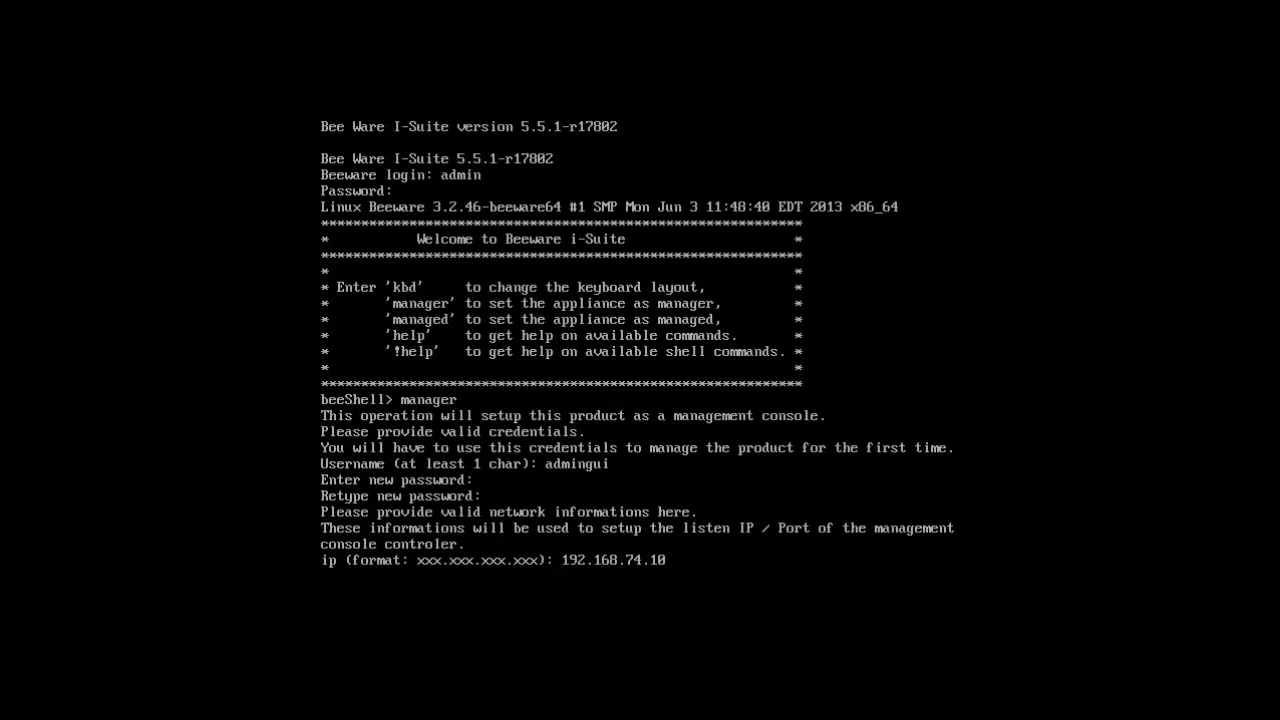 Bee Ware I-Suite version 5.5.1-r17802
Bee Ware I-Suite 5.5.1-r17802
Beeware login: admin
Password:
Linux Beeware 3.2.46-beeware64 #1 SMP Mon Jun 3 11:48:40 EDT 2013 x86_64
************************************************************
*           Welcome to Beeware i-Suite                     *
************************************************************
*                                                          *
* Enter 'kbd'     to change the keyboard layout,           *
*       'manager' to set the appliance as manager,         *
*       'managed' to set the appliance as managed,         *
*       'help'    to get help on available commands.       *
*       '!help'   to get help on available shell commands. *
*                                                          *
************************************************************
beeShell> manager
This operation will setup this product as a management console.
Please provide valid credentials.
You will have to use this credentials to manage the product for the first time.
Username (at least 1 char): admingui
Enter new password:
Retype new password:
Please provide valid network informations here.
These informations will be used to setup the listen IP / Port of the management
console controler.
ip (format: xxx.xxx.xxx.xxx): 192.168.74.10